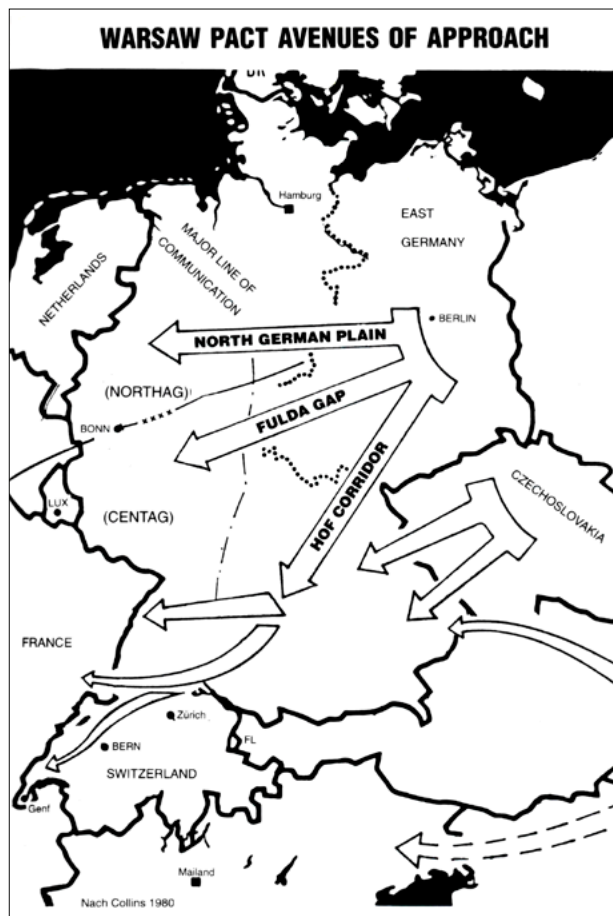 WARSAW PACT AVENUES OF APPROACH
DK
Hamburg
EAST
GERMANY
MAJOR LINE OF
COMMUNICATION
NETHERLANDS
BERLIN
NORTH GERMAN PLAIN
(NORTHAG)
FULDA GAP
BONN
HOF CORRIDOR
CZECHOSLOVAKIA
LUX
(CENTAG)
FRANCE
Zürich
BERN
FL
SWITZERLAND
Genf
Mailand
Nach Collins 1980